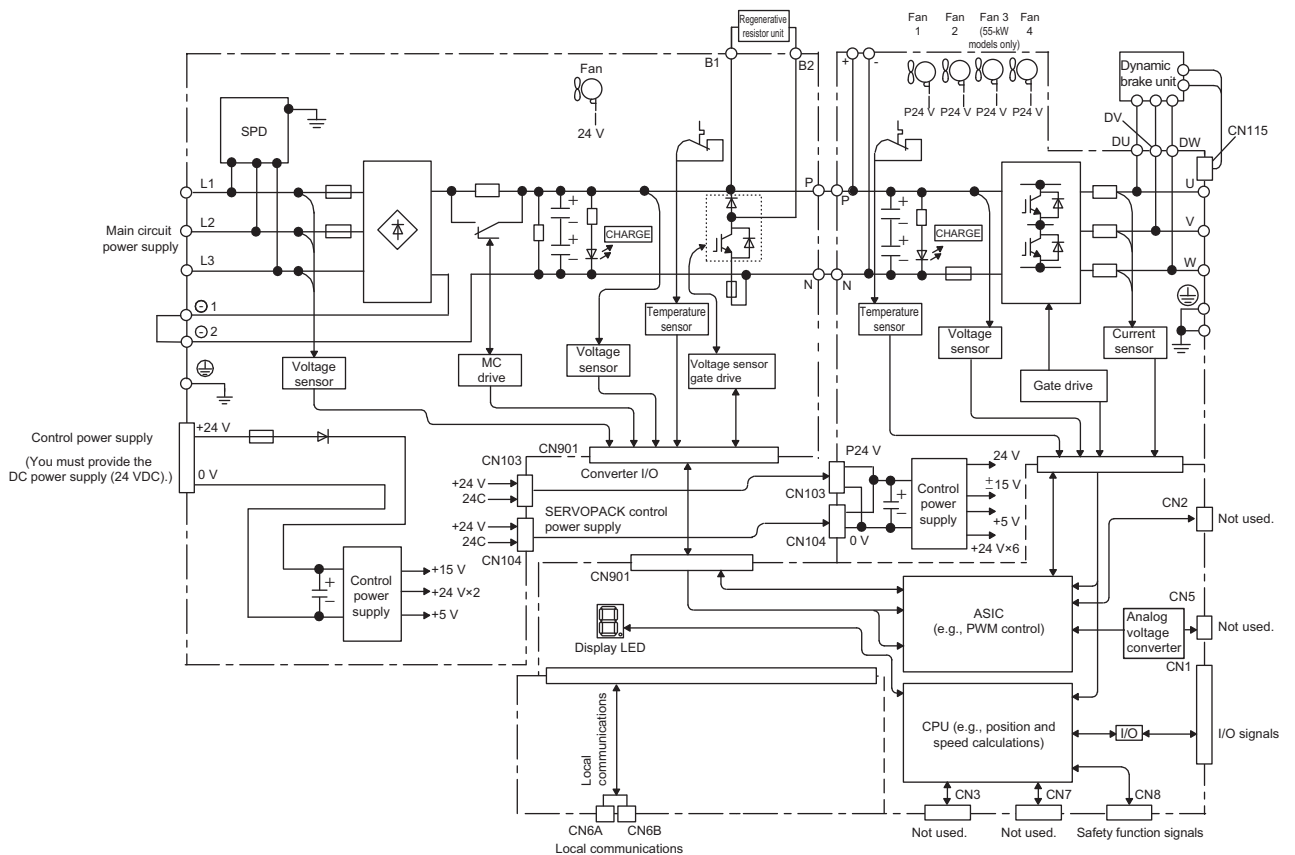 Regenerative
resistor unit
B1
B2
Fan
24 V
Fan
1
Fan
2
Fan 3
(55-kW
models only)
Fan
4
+
-
P24 V
P24 V
P24 V
P24 V
Dynamic
brake unit
DV
DU
DW
CN115
SPD
Main circuit
power supply
L1
L2
L3
⊖ 1
⊖ 2
+
−
+
−
CHARGE
P
N
P
N
+
−
CHARGE
U
V
W
Voltage
sensor
MC
drive
Voltage
sensor
Temperature
sensor
Voltage sensor
gate drive
Temperature
sensor
Voltage
sensor
Gate drive
Current
sensor
Control power supply
(You must provide the
DC power supply (24 VDC).)
+24 V
0 V
+
−
Control
power
supply
+15 V
+24 V×2
+5 V
CN901
Converter I/O
CN103
+24 V
24C
SERVOPACK control
power supply
+24 V
24C
CN104
P24 V
CN103
CN104
0 V
+
−
Control
power
supply
24 V
±15 V
+5 V
+24 V×6
CN901
Display LED
ASIC
(e.g., PWM control)
CPU (e.g., position and
speed calculations)
Analog
voltage
converter
I/O
CN2
Not used.
CN5
Not used.
CN1
I/O signals
Local
communications
CN6A
CN6B
Local communications
CN3
Not used.
CN7
Not used.
CN8
Safety function signals